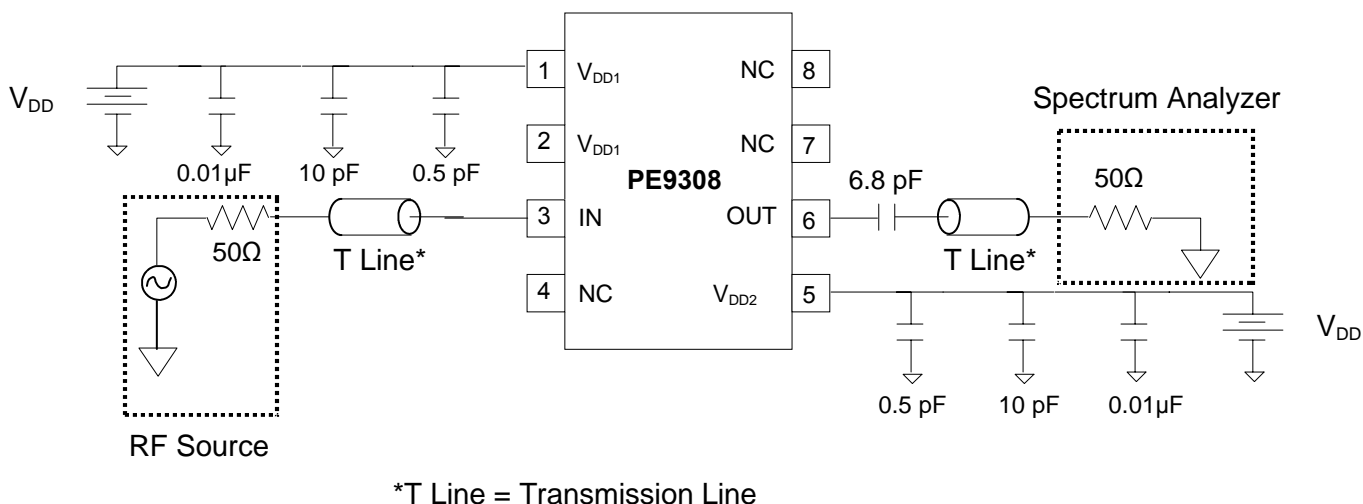 1 V_DD1 NC 8
V_DD
Spectrum Analyzer
2 V_DD1 NC 7
0.01µF 10 pF 0.5 pF
PE9308
6.8 pF 50Ω
3 IN OUT 6
50Ω T Line* T Line*
4 NC V_DD2 5
V_DD
0.5 pF 10 pF 0.01µF
RF Source
*T Line = Transmission Line